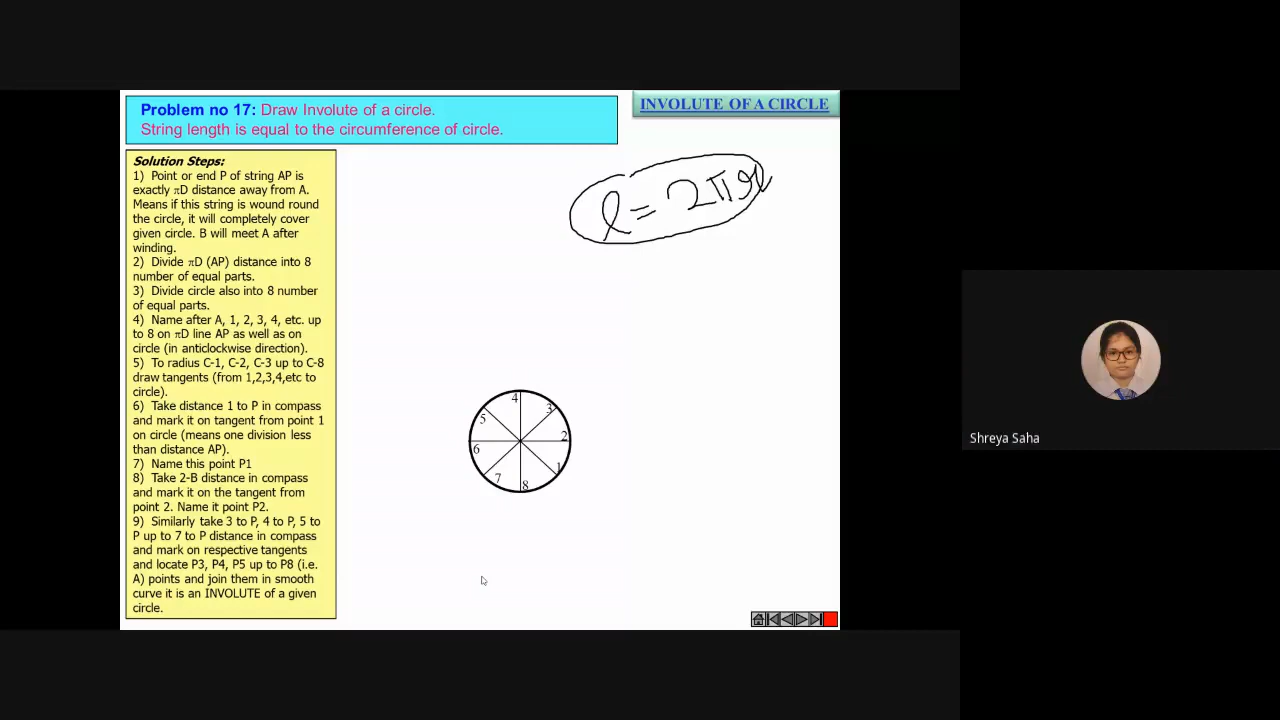 Problem no 17: Draw Involute of a circle.
String length is equal to the circumference of circle.
INVOLUTE OF A CIRCLE
Solution Steps:
1) Point or end P of string AP is
exactly πD distance away from A.
Means if this string is wound round
the circle, it will completely cover
given circle. B will meet A after
winding.
2) Divide πD (AP) distance into 8
number of equal parts.
3) Divide circle also into 8 number
of equal parts.
4) Name after A, 1, 2, 3, 4, etc. up
to 8 on πD line AP as well as on
circle (in anticlockwise direction).
5) To radius C-1, C-2, C-3 up to C-8
draw tangents (from 1,2,3,4,etc to
circle).
6) Take distance 1 to P in compass
and mark it on tangent from point 1
on circle (means one division less
than distance AP).
7) Name this point P1
8) Take 2-B distance in compass
and mark it on the tangent from
point 2. Name it point P2.
9) Similarly take 3 to P, 4 to P, 5 to
P up to 7 to P distance in compass
and mark on respective tangents
and locate P3, P4, P5 up to P8 (i.e.
A) points and join them in smooth
curve it is an INVOLUTE of a given
circle.
l = 2πr
4
3
5
2
6
1
7
8
Shreya Saha